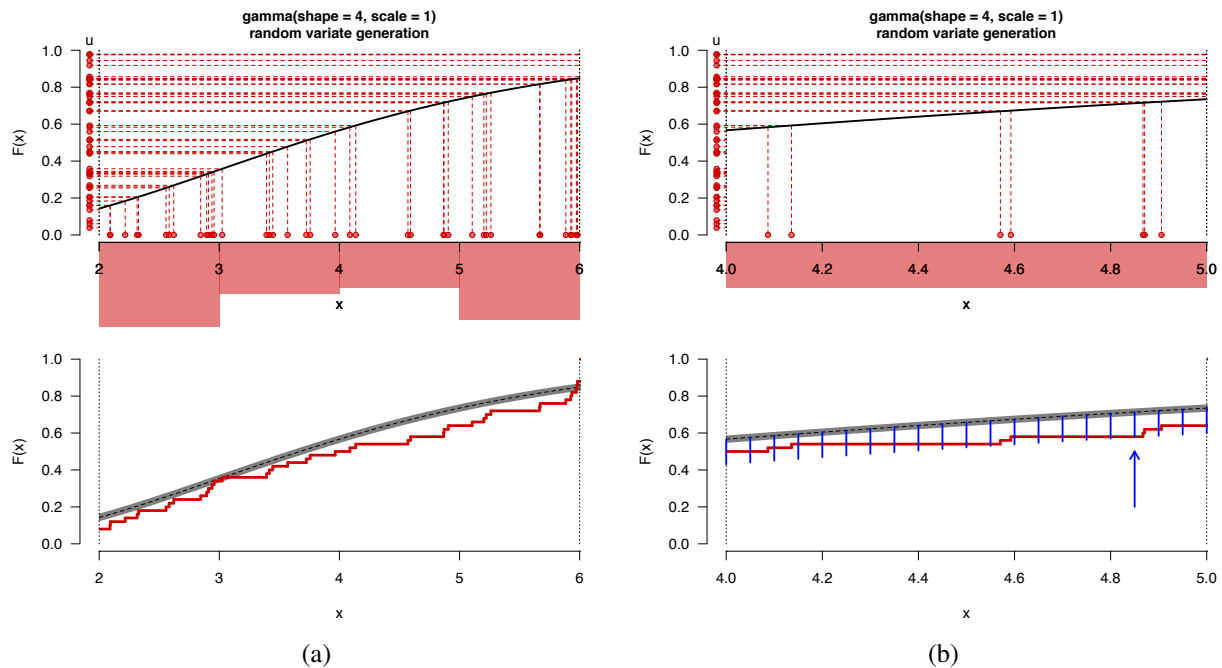 gamma(shape = 4, scale = 1)
random variate generation
u
1.0
0.8
0.6
0.4
0.2
0.0
F(x)
2 3 4 5 6
x
1.0
0.8
0.6
0.4
0.2
0.0
F(x)
2 3 4 5 6
x
(a)
gamma(shape = 4, scale = 1)
random variate generation
u
1.0
0.8
0.6
0.4
0.2
0.0
F(x)
4.0 4.2 4.4 4.6 4.8 5.0
x
1.0
0.8
0.6
0.4
0.2
0.0
F(x)
4.0 4.2 4.4 4.6 4.8 5.0
x
(b)